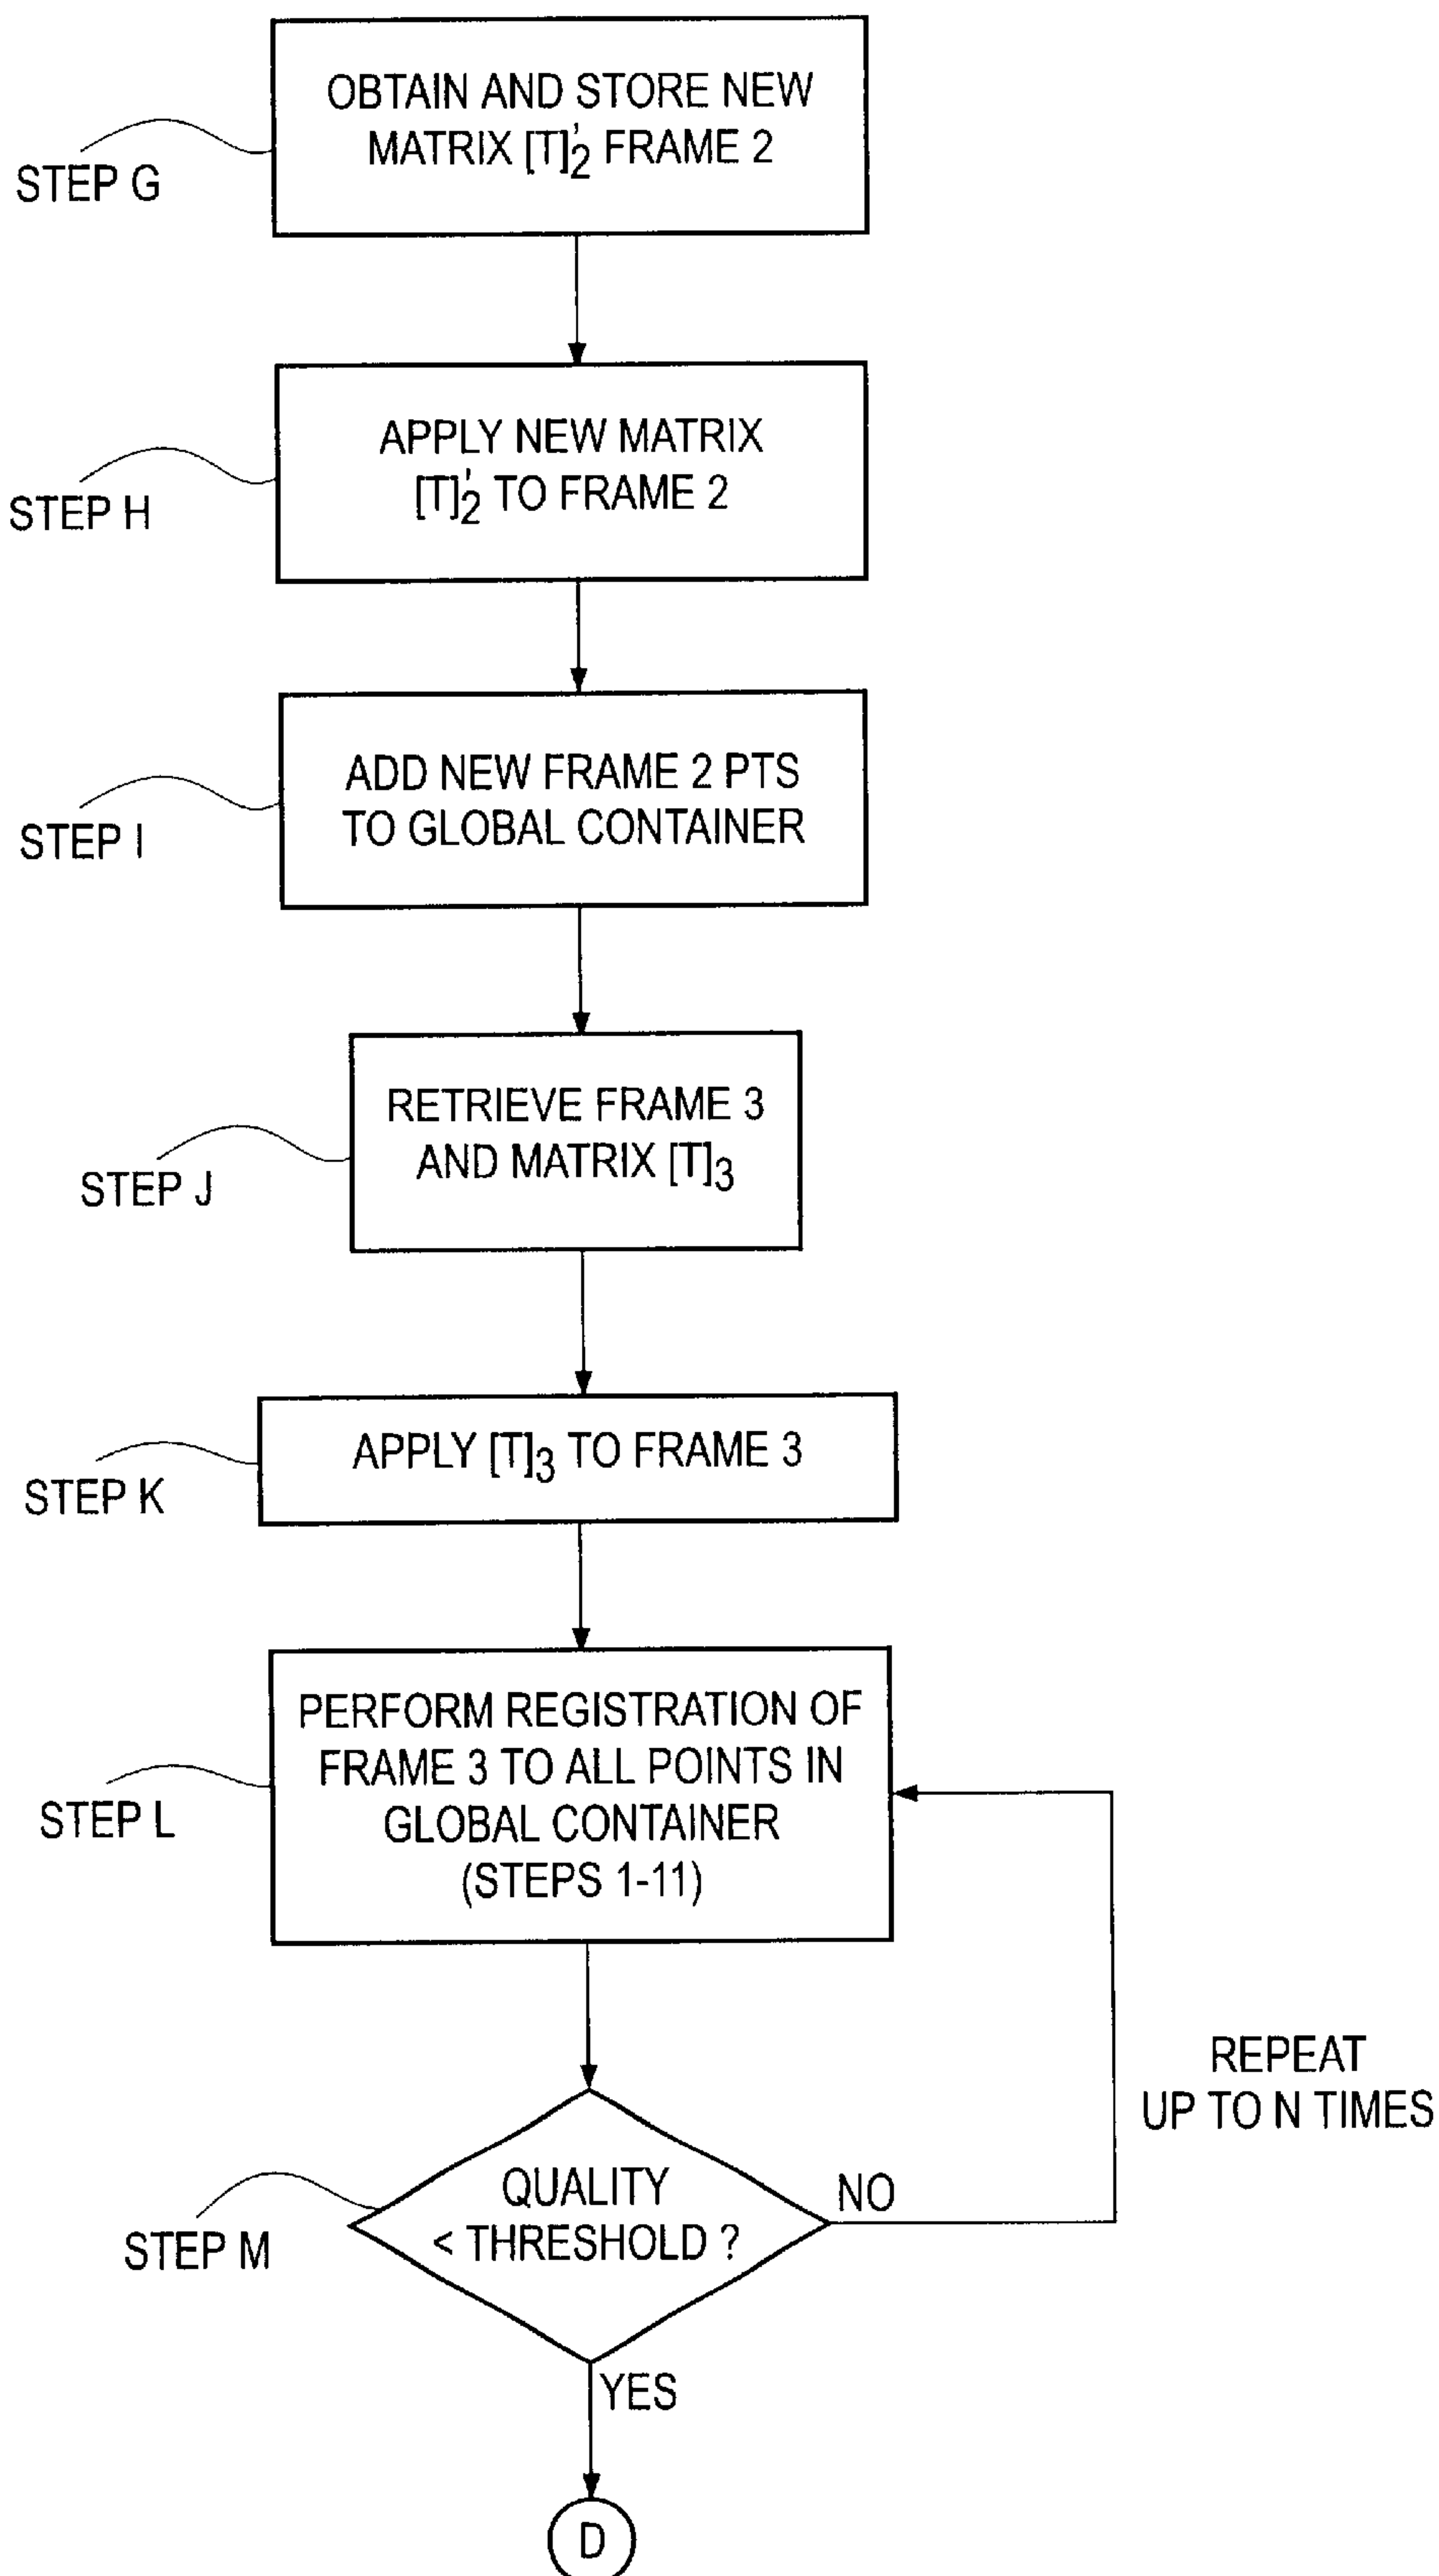 OBTAIN AND STORE NEW
MATRIX [T]'2 FRAME 2
STEP G
APPLY NEW MATRIX
[T]'2 TO FRAME 2
STEP H
ADD NEW FRAME 2 PTS
TO GLOBAL CONTAINER
STEP I
RETRIEVE FRAME 3
AND MATRIX [T]3
STEP J
APPLY [T]3 TO FRAME 3
STEP K
PERFORM REGISTRATION OF
FRAME 3 TO ALL POINTS IN
GLOBAL CONTAINER
(STEPS 1-11)
STEP L
REPEAT
UP TO N TIMES
QUALITY
< THRESHOLD ?
NO
STEP M
YES
D